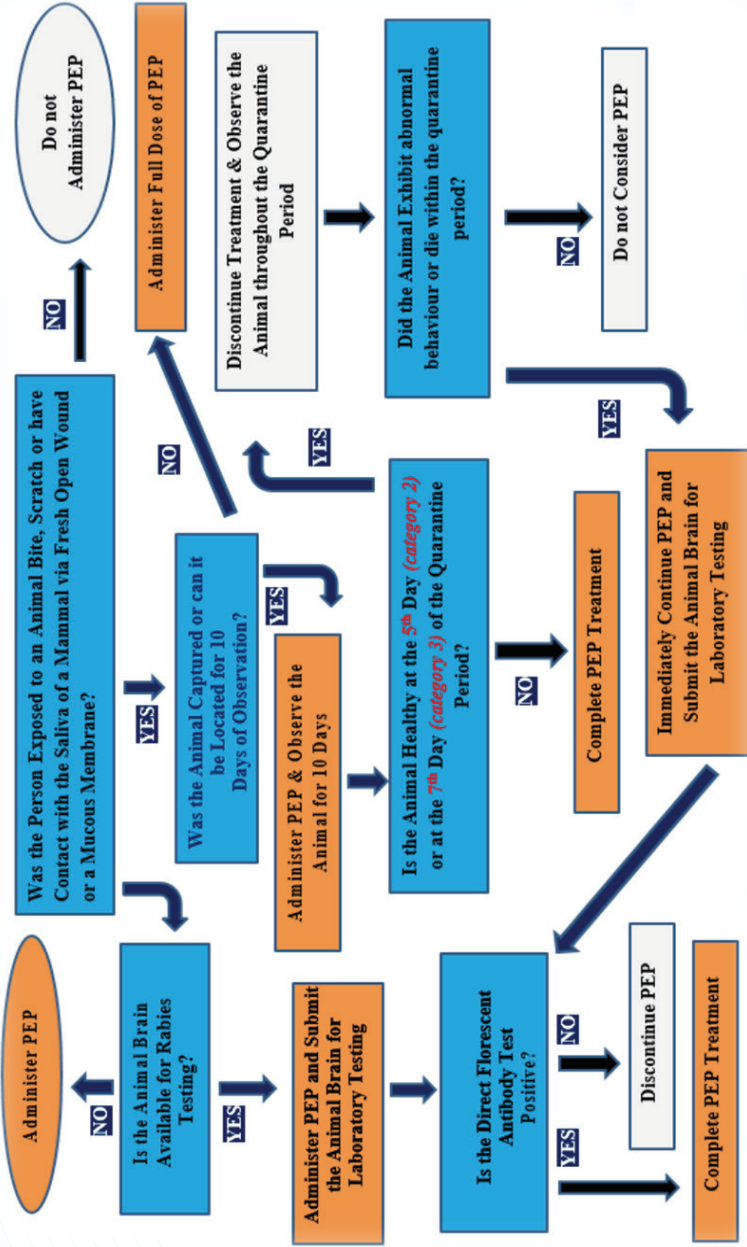 Administer PEP
Was the Person Exposed to an Animal Bite, Scratch or have
Contact with the Saliva of a Mammal via Fresh Open Wound
or a Mucous Membrane?
NO
Do not
Administer PEP
NO
Is the Animal Brain
Available for Rabies
Testing?
YES
YES
Was the Animal Captured or can it
be Located for 10
Days of Observation?
NO
Administer Full Dose of PEP
YES
Administer PEP and Submit
the Animal Brain for
Laboratory Testing
Administer PEP & Observe the
Animal for 10 Days
YES
Discontinue Treatment & Observe the
Animal throughout the Quarantine
Period
Is the Direct Florescent
Antibody Test
Positive?
Is the Animal Healthy at the 5th Day (category 2)
or at the 7th Day (category 3) of the Quarantine
Period?
Did the Animal Exhibit abnormal
behaviour or die within the quarantine
period?
YES
NO
NO
YES
NO
Discontinue PEP
Complete PEP Treatment
Do not Consider PEP
Complete PEP Treatment
Immediately Continue PEP and
Submit the Animal Brain for
Laboratory Testing